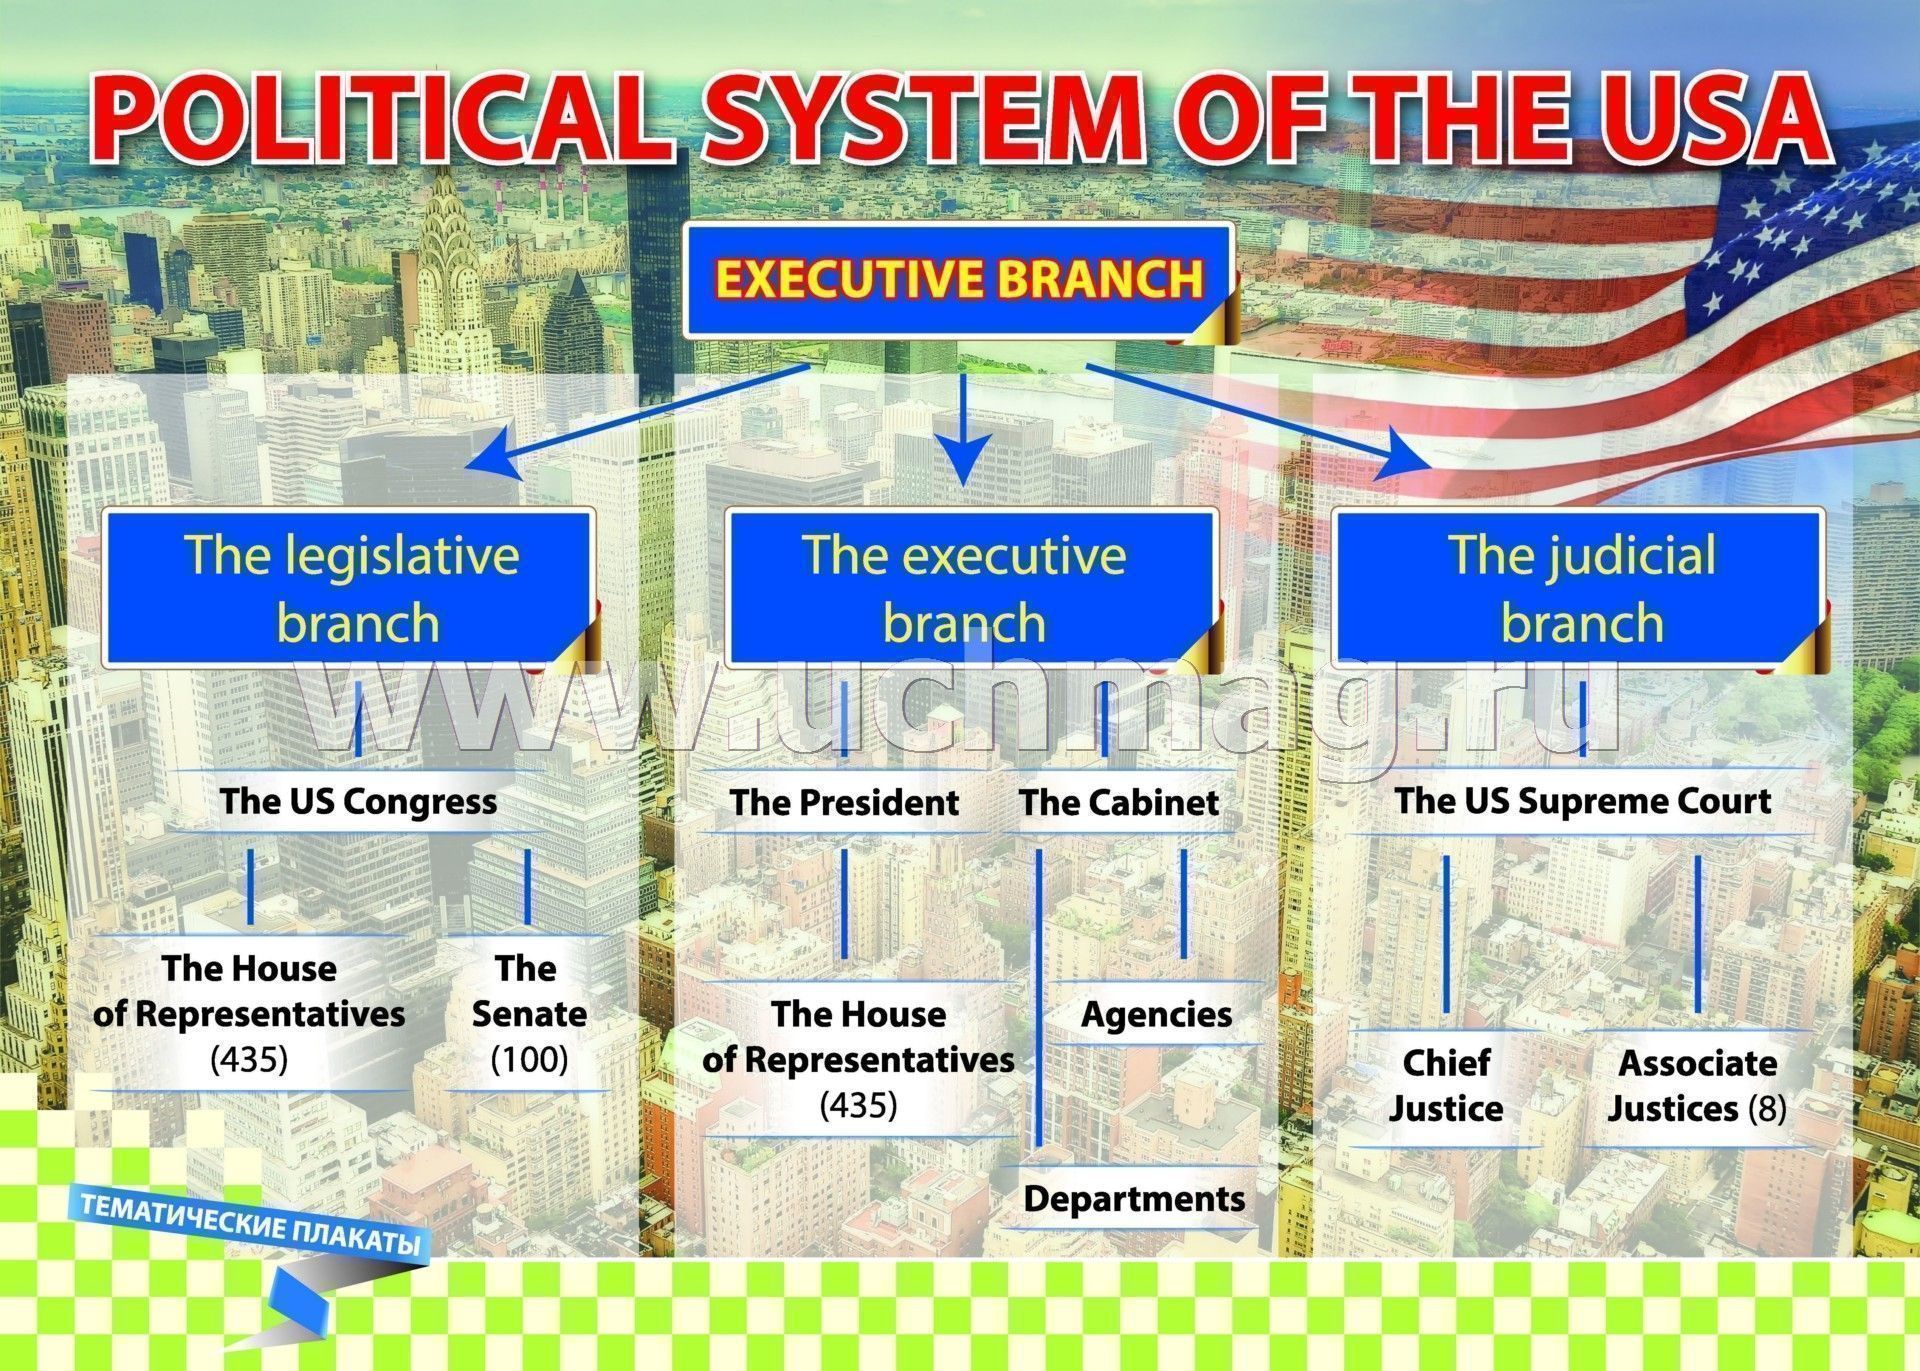 POLITICAL SYSTEM OF THE USA
EXECUTIVE BRANCH
The legislative
branch
The executive
branch
The judicial
branch
www.uchmag.ru
The US Congress
The President
The Cabinet
The US Supreme Court
The House
of Representatives
(435)
The
Senate
(100)
The House
of Representatives
(435)
Agencies
Departments
Chief
Justice
Associate
Justices (8)
ТЕМАТИЧЕСКИЕ ПЛАКАТЫ